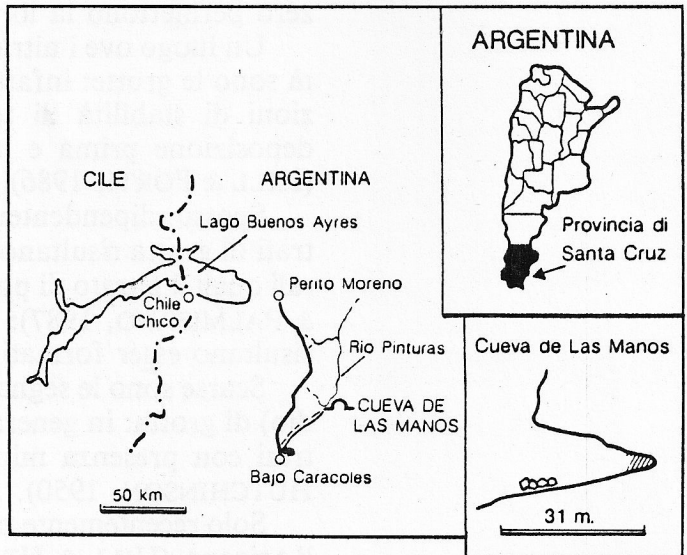 CILE
ARGENTINA
Lago Buenos Ayres
Chile
Chico
Perito Moreno
Rio Pinturas
CUEVA DE
LAS MANOS
Bajo Caracoles
50 km
ARGENTINA
Provincia di
Santa Cruz
Cueva de Las Manos
31 m.